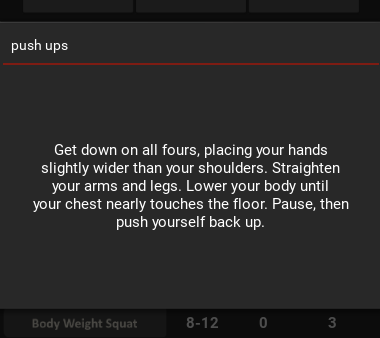 push ups
Get down on all fours, placing your hands
slightly wider than your shoulders. Straighten
your arms and legs. Lower your body until
your chest nearly touches the floor. Pause, then
push yourself back up.
Body Weight Squat 8-12 0 3